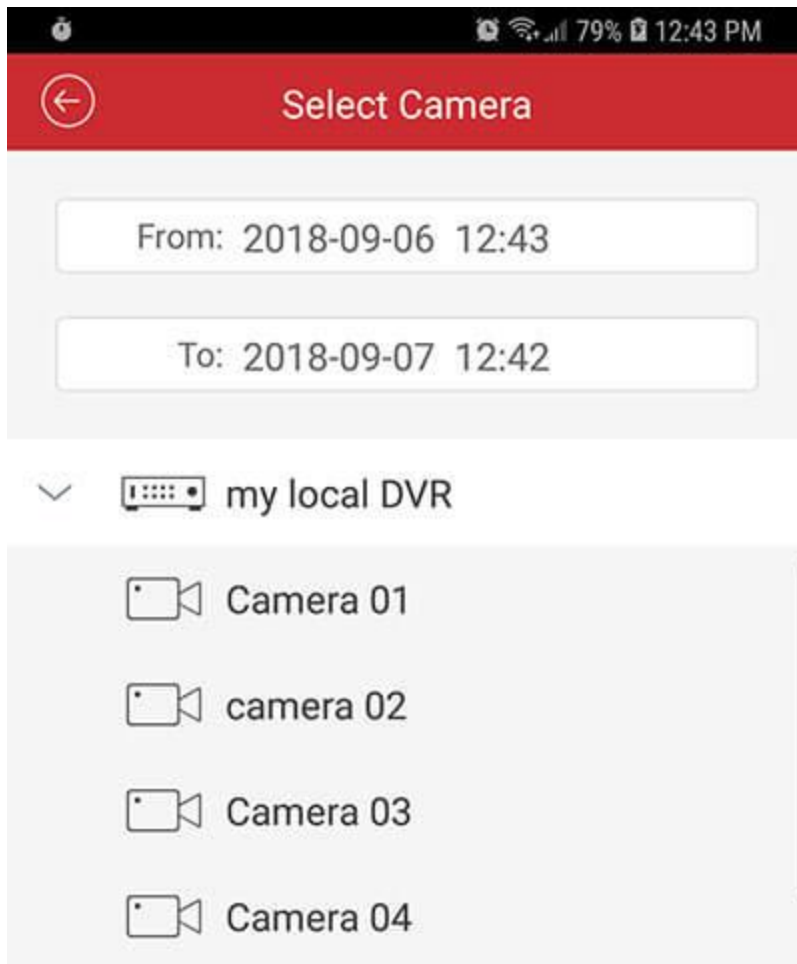 79% 12:43 PM
Select Camera
From: 2018-09-06 12:43
To: 2018-09-07 12:42
my local DVR
Camera 01
camera 02
Camera 03
Camera 04